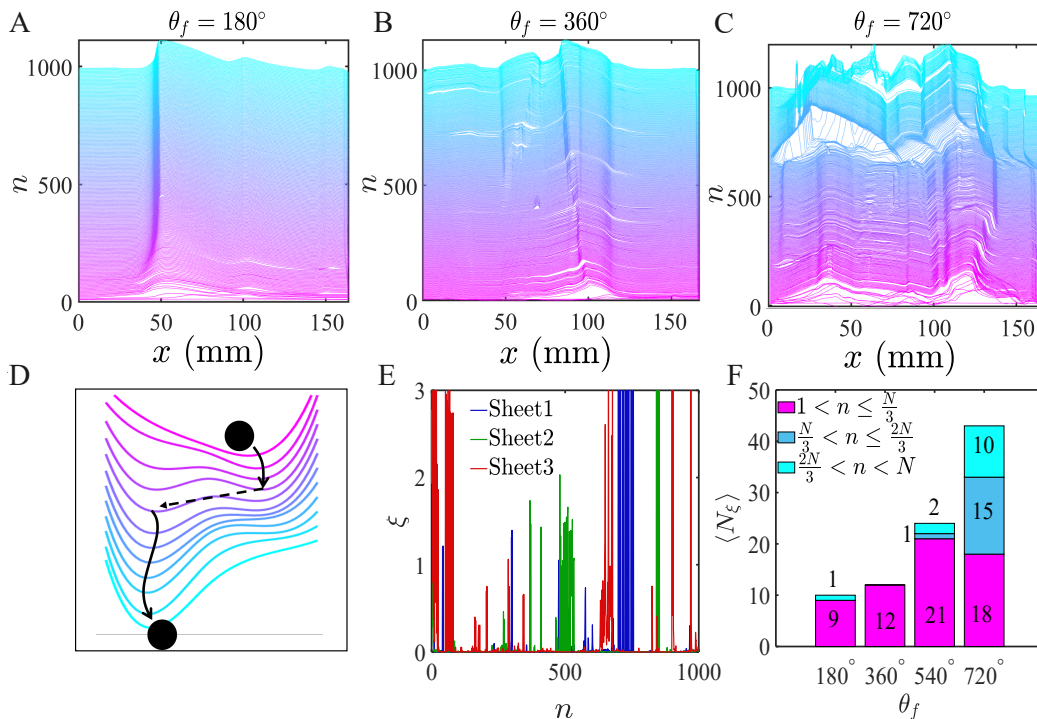 A
θ_f = 180°
n
1000
500
0
0
50
100
150
x (mm)
B
θ_f = 360°
n
1000
500
0
0
50
100
150
x (mm)
C
θ_f = 720°
n
1000
500
0
0
50
100
150
x (mm)
D
E
ξ
3
2
1
0
Sheet1
Sheet2
Sheet3
0
500
1000
n
F
⟨N_ξ⟩
50
40
30
20
10
0
1 < n ≤ N/3
N/3 < n ≤ 2N/3
2N/3 < n < N
1
9
12
2
1
21
10
15
18
180°
360°
540°
720°
θ_f